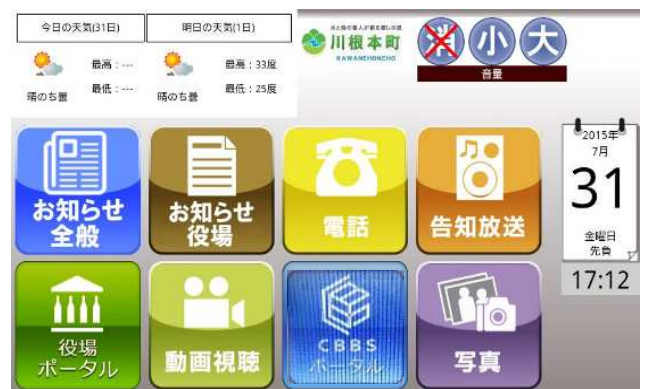 今日の天気(31日)
明日の天気(1日)
晴のち曇
最高：---
最低：---
晴のち曇
最高：33度
最低：25度
川根本町
KAWANEHONCHO
消
小
大
音量
お知らせ
全般
お知らせ
役場
電話
告知放送
2015年
7月
31
金曜日
先負
17:12
役場
ポータル
動画視聴
CBBS
ポータル
写真